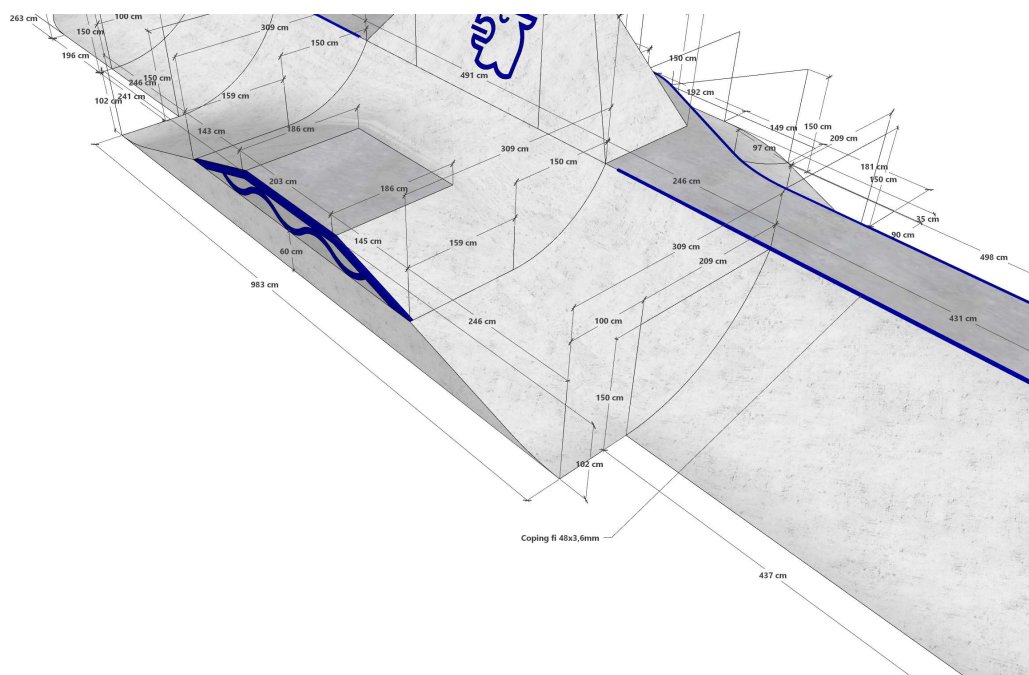 263 cm
100 cm
150 cm
309 cm
150 cm
196 cm
246 cm
150 cm
241 cm
102 cm
159 cm
143 cm
186 cm
491 cm
150 cm
192 cm
149 cm
150 cm
209 cm
97 cm
309 cm
150 cm
181 cm
150 cm
203 cm
186 cm
246 cm
35 cm
90 cm
145 cm
159 cm
60 cm
309 cm
209 cm
498 cm
983 cm
246 cm
100 cm
431 cm
150 cm
102 cm
Coping fi 48x3,6mm
437 cm